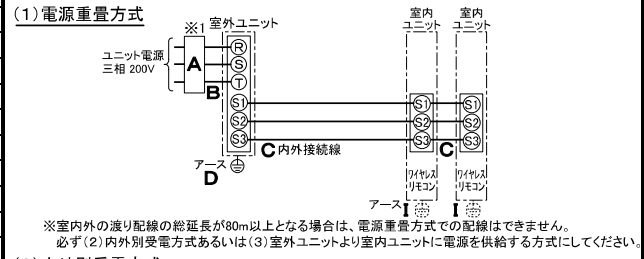 (1)電源重畳方式
※1 室外ユニット 室内ユニット 室内ユニット
ユニット電源
三相 200V
A
B
R
S
T
S1 S1 S1
S2 S2 S2
S3 S3 S3
C 内外接続線 C
アース
D
ワイヤレスリモコン ワイヤレスリモコン
アース I I
※室内外の渡り配線の総延長が80m以上となる場合は、電源重畳方式での配線はできません。
必ず(2)内外別受電方式あるいは(3)室外ユニットより室内ユニットに電源を供給する方式にしてください。